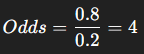 Odds = 0.8 / 0.2 = 4